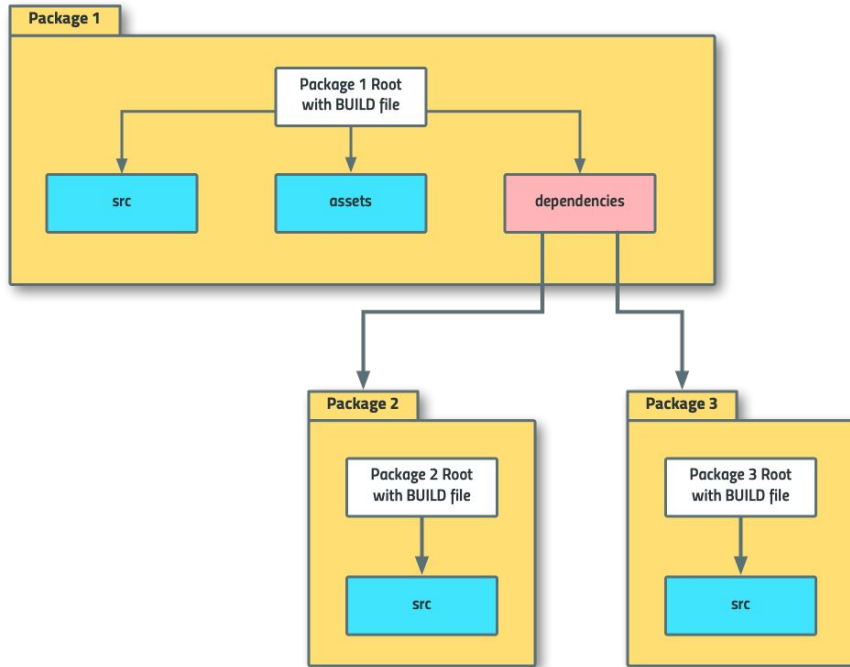 Package 1
Package 1 Root
with BUILD file
src
assets
dependencies
Package 2
Package 3
Package 2 Root
with BUILD file
Package 3 Root
with BUILD file
src
src